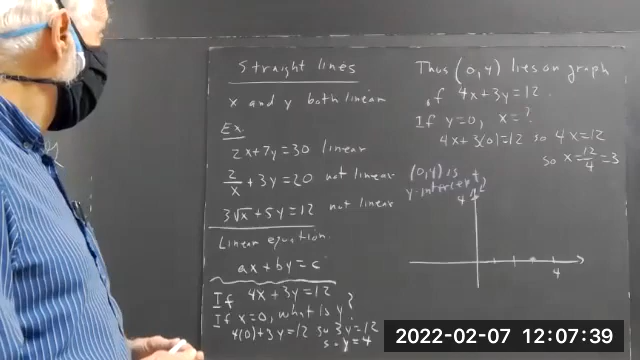 Straight lines
x and y both linear
Ex.
2x+7y=30 linear
2/x + 3y = 20 not linear
3√x + 5y = 12 not linear
Linear equation.
ax + by = c
If 4x + 3y = 12
If x=0, what is y?
4(0) + 3y = 12 so 3y = 12
so y = 4
Thus (0,4) lies on graph
of 4x + 3y = 12.
If y=0, x=?
4x + 3(0) = 12 so 4x = 12
so x = 12/4 = 3
(0,4) is
y-intercept
4
4
2022-02-07 12:07:39